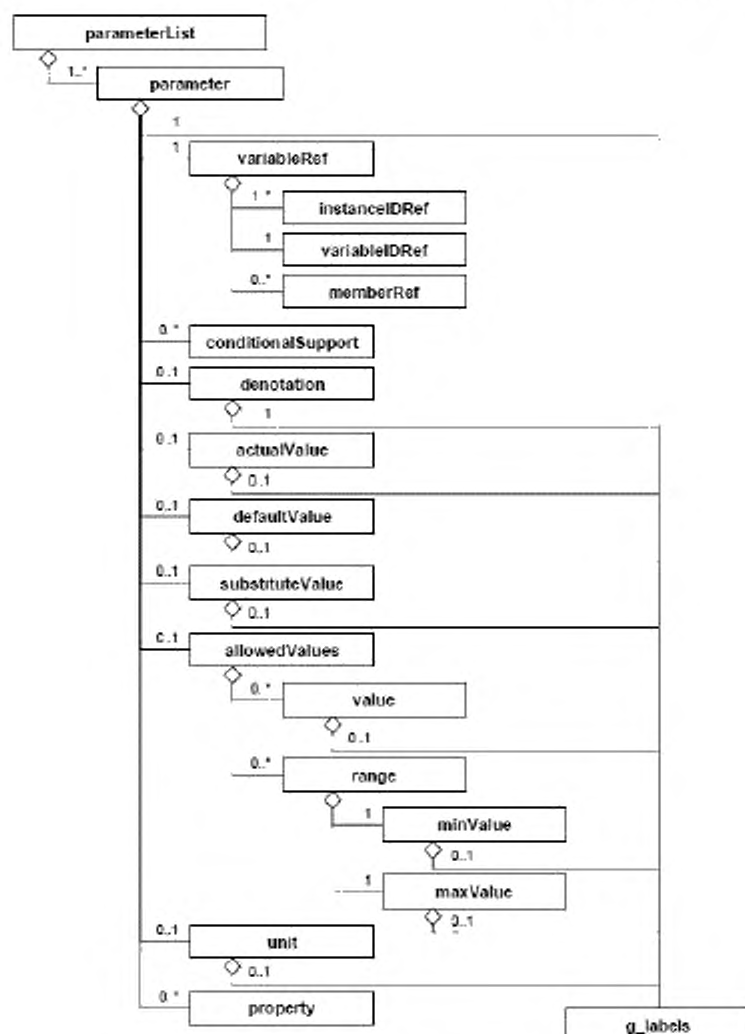 parameterList
1..*
parameter
1
1
variableRef
1..*
instanceIDRef
1
variableIDRef
0..*
memberRef
0..*
conditionalSupport
0..1
denotation
1
0..1
actualValue
0..1
0..1
defaultValue
0..1
0..1
substituteValue
0..1
0..1
allowedValues
0..*
value
0..1
0..*
range
1
minValue
0..1
1
maxValue
0..1
0..1
unit
0..1
0..*
property
g_labels